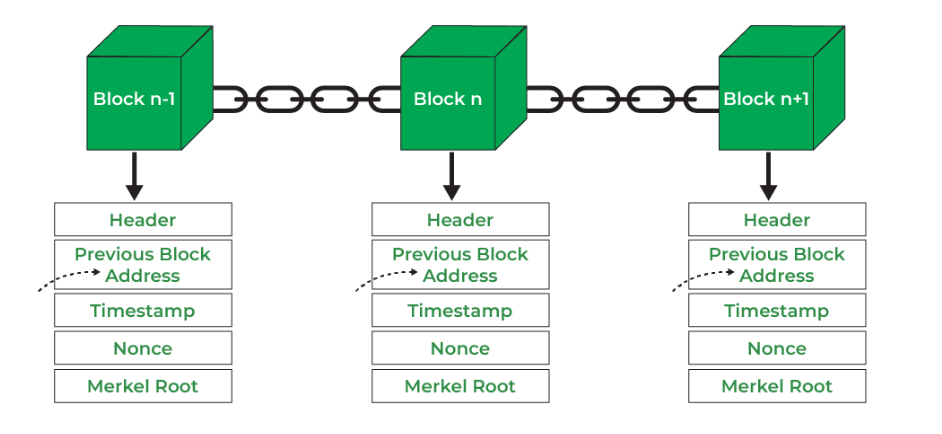 Block n-1
Block n
Block n+1
Header
Previous Block
Address
Timestamp
Nonce
Merkel Root
Header
Previous Block
Address
Timestamp
Nonce
Merkel Root
Header
Previous Block
Address
Timestamp
Nonce
Merkel Root